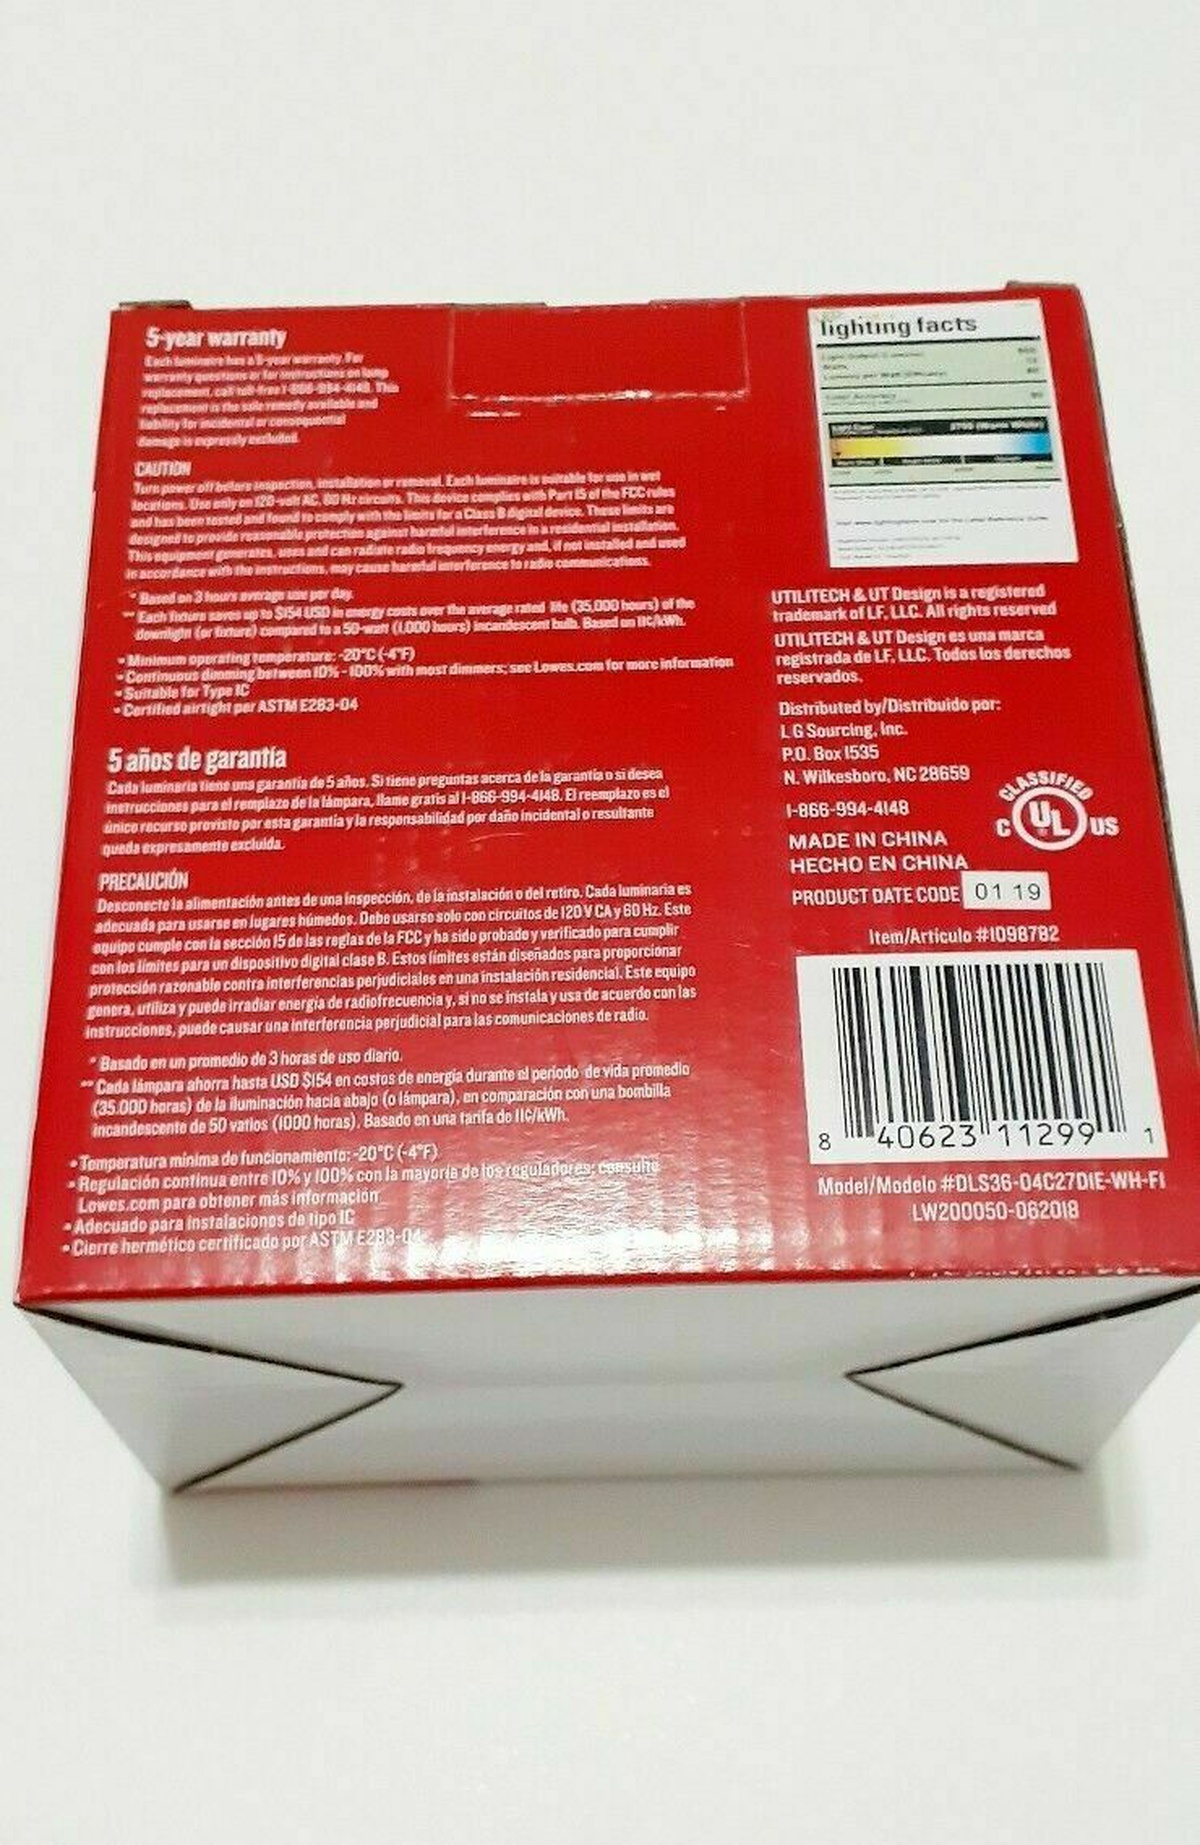 5-year warranty
Each luminaire has a 5-year warranty. For
warranty questions or for instructions on lamp
replacement, call toll-free 1-866-994-4148. This
replacement is the sole remedy available and
liability for incidental or consequential
damage is expressly excluded.
CAUTION
Turn power off before inspection, installation or removal. Each luminaire is suitable for use in wet
locations. Use only on 120-volt AC, 60 Hz circuits. This device complies with Part 15 of the FCC rules
and has been tested and found to comply with the limits for a Class B digital device. These limits are
designed to provide reasonable protection against harmful interference in a residential installation.
This equipment generates, uses and can radiate radio frequency energy and, if not installed and used
in accordance with the instructions, may cause harmful interference to radio communications.
* Based on 3 hours average use per day.
** Each fixture saves up to $154 USD in energy costs over the average rated life (35,000 hours) of the
downlight (or fixture) compared to a 50-watt (1,000 hours) incandescent bulb. Based on 11¢/kWh.
• Minimum operating temperature: -20°C (-4°F)
• Continuous dimming between 10% - 100% with most dimmers; see Lowes.com for more information
• Suitable for Type IC
• Certified airtight per ASTM E283-04
5 años de garantía
Cada luminaria tiene una garantía de 5 años. Si tiene preguntas acerca de la garantía o si desea
instrucciones para el remplazo de la lámpara, llame gratis al 1-866-994-4148. El reemplazo es el
único recurso previsto por esta garantía y la responsabilidad por daño incidental o resultante
queda expresamente excluida.
PRECAUCIÓN
Desconecte la alimentación antes de una inspección, de la instalación o del retiro. Cada luminaria es
adecuada para usarse en lugares húmedos. Debe usarse solo con circuitos de 120 V CA y 60 Hz. Este
equipo cumple con la sección 15 de las reglas de la FCC y ha sido probado y verificado para cumplir
con los límites para un dispositivo digital clase B. Estos límites están diseñados para proporcionar
protección razonable contra interferencias perjudiciales en una instalación residencial. Este equipo
genera, utiliza y puede irradiar energía de radiofrecuencia y, si no se instala y usa de acuerdo con las
instrucciones, puede causar una interferencia perjudicial para las comunicaciones de radio.
* Basado en un promedio de 3 horas de uso diario.
** Cada lámpara ahorra hasta USD $154 en costos de energía durante el período de vida promedio
(35.000 horas) de la iluminación hacia abajo (o lámpara), en comparación con una bombilla
incandescente de 50 vatios (1000 horas). Basado en una tarifa de 11¢/kWh.
• Temperatura mínima de funcionamiento: -20°C (-4°F)
• Regulación continua entre 10% y 100% con la mayoría de los reguladores; consulte
Lowes.com para obtener más información
• Adecuado para instalaciones de tipo IC
• Cierre hermético certificado por ASTM E283-04
lighting facts
Light Output (Lumens)
Watts
Lumens per Watt (Efficacy)
Color Accuracy
Light Color
2700 (Warm White)
UTILITECH & UT Design is a registered
trademark of LF, LLC. All rights reserved
UTILITECH & UT Design es una marca
registrada de LF, LLC. Todos los derechos
reservados.
Distributed by/Distribuido por:
L G Sourcing, Inc.
P.O. Box 1535
N. Wilkesboro, NC 28659
1-866-994-4148
MADE IN CHINA
HECHO EN CHINA
CLASSIFIED
C UL US
PRODUCT DATE CODE 01 19
Item/Artículo #1098782
8 40623 11299 1
Model/Modelo #DLS36-04C27D1E-WH-F1
LW200050-062018